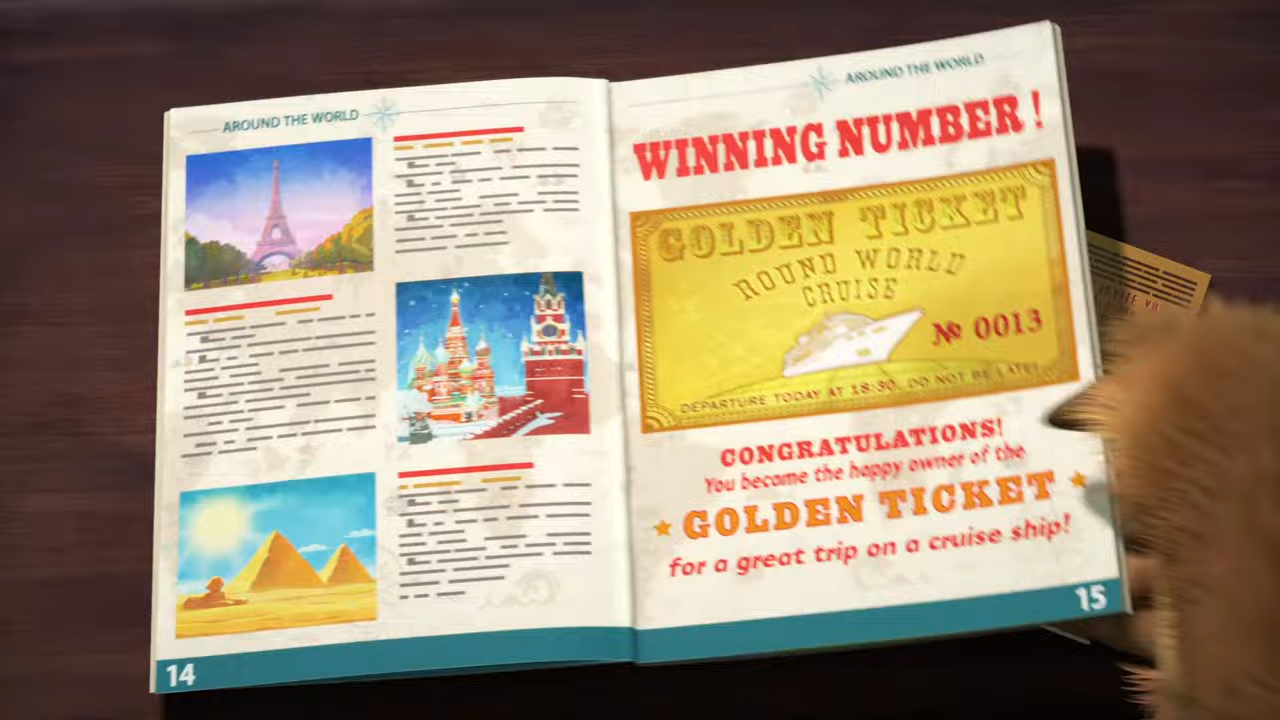 AROUND THE WORLD
14
AROUND THE WORLD
WINNING NUMBER!
GOLDEN TICKET
ROUND WORLD
CRUISE
№ 0013
DEPARTURE TODAY AT 18:30. DO NOT BE LATE!
CONGRATULATIONS!
You became the happy owner of the
GOLDEN TICKET
for a great trip on a cruise ship!
15